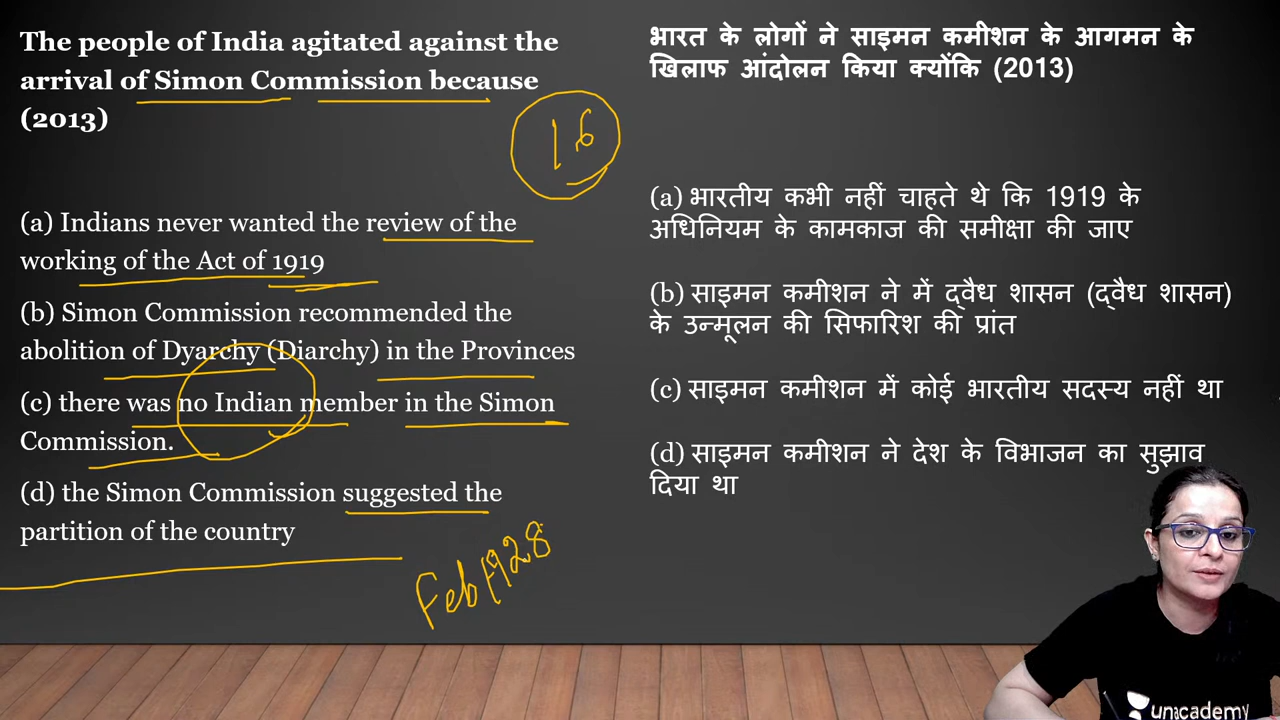 The people of India agitated against the
arrival of Simon Commission because
(2013)
16
(a) Indians never wanted the review of the
working of the Act of 1919
(b) Simon Commission recommended the
abolition of Dyarchy (Diarchy) in the Provinces
(c) there was no Indian member in the Simon
Commission.
(d) the Simon Commission suggested the
partition of the country
Feb 1928
भारत के लोगों ने साइमन कमीशन के आगमन के
खिलाफ आंदोलन किया क्योंकि (2013)
(a) भारतीय कभी नहीं चाहते थे कि 1919 के
अधिनियम के कामकाज की समीक्षा की जाए
(b) साइमन कमीशन ने में द्वैध शासन (द्वैध शासन)
के उन्मूलन की सिफारिश की प्रांत
(c) साइमन कमीशन में कोई भारतीय सदस्य नहीं था
(d) साइमन कमीशन ने देश के विभाजन का सुझाव
दिया था
unacademy